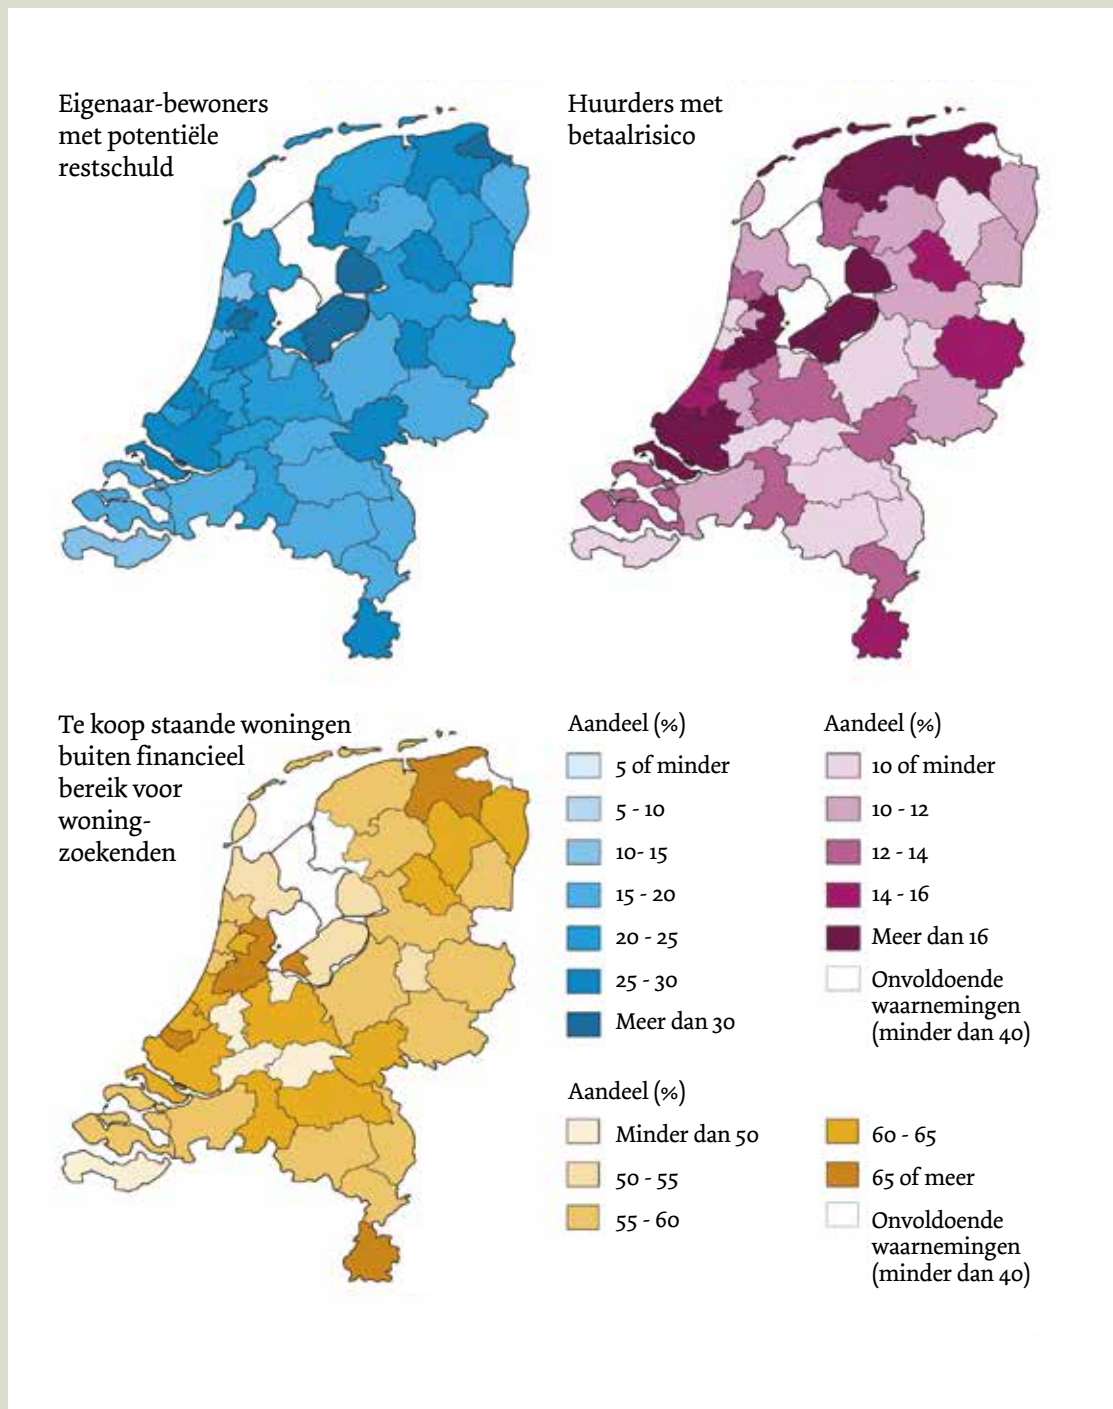 Eigenaar-bewoners
met potentiële
restschuld
Huurders met
betaalrisico
Te koop staande woningen
buiten financieel
bereik voor
woning-
zoekenden
Aandeel (%)
5 of minder
5 - 10
10- 15
15 - 20
20 - 25
25 - 30
Meer dan 30
Aandeel (%)
10 of minder
10 - 12
12 - 14
14 - 16
Meer dan 16
Onvoldoende
waarnemingen
(minder dan 40)
Aandeel (%)
Minder dan 50
50 - 55
55 - 60
60 - 65
65 of meer
Onvoldoende
waarnemingen
(minder dan 40)